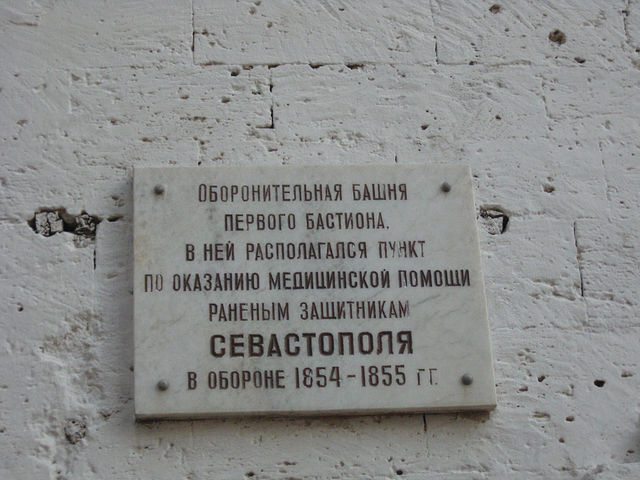 Оборонительная башня
первого бастиона.
В ней располагался пункт
по оказанию медицинской помощи
раненым защитникам
СЕВАСТОПОЛЯ
в обороне 1854-1855 гг.